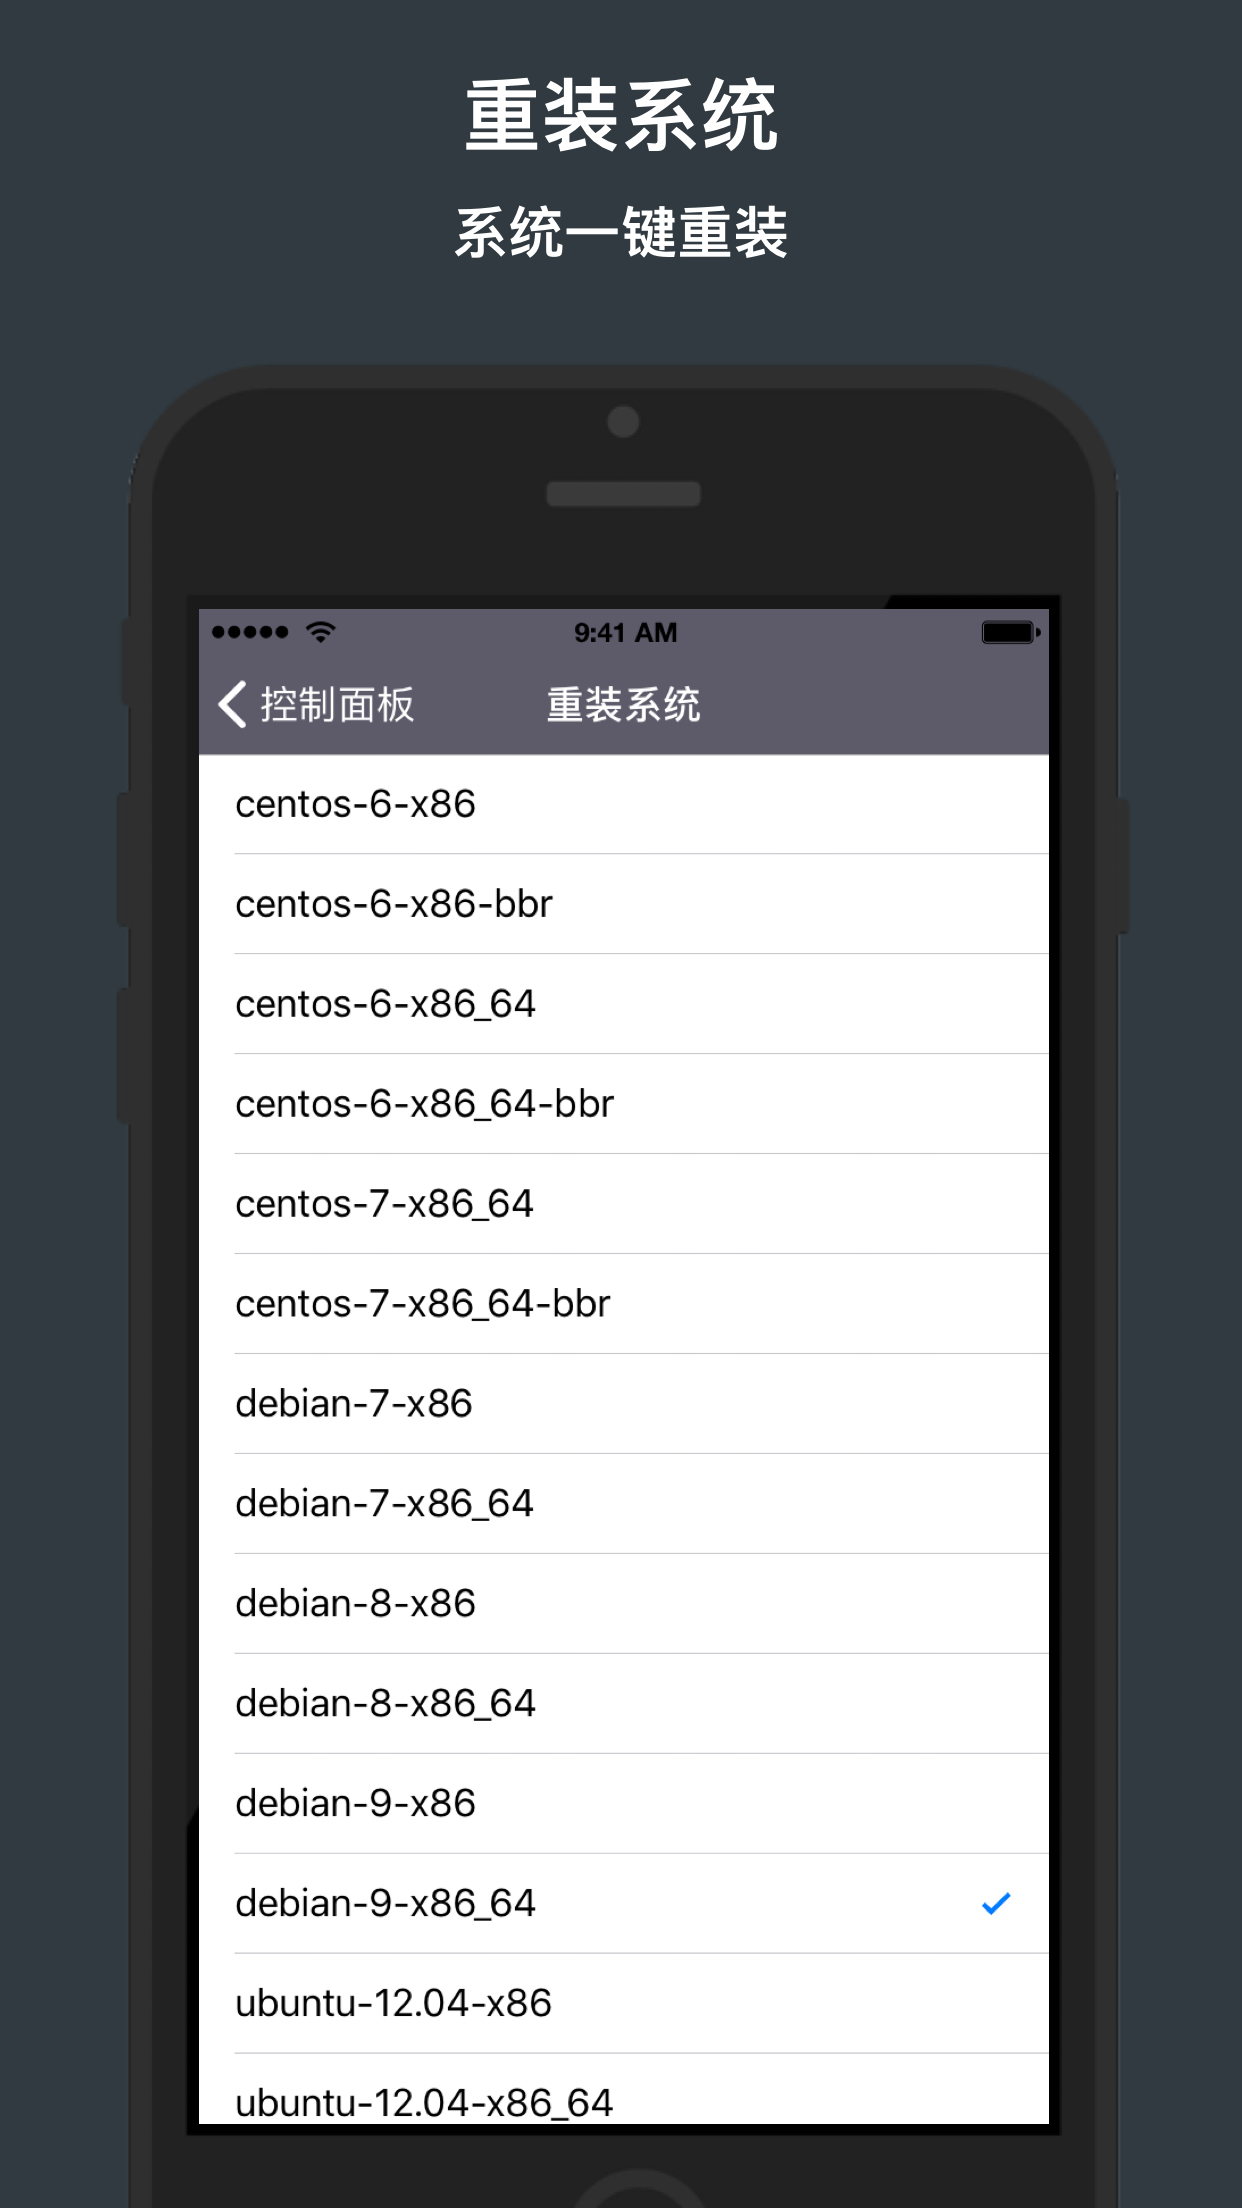 重装系统
系统一键重装
9:41 AM
控制面板 重装系统
centos-6-x86
centos-6-x86-bbr
centos-6-x86_64
centos-6-x86_64-bbr
centos-7-x86_64
centos-7-x86_64-bbr
debian-7-x86
debian-7-x86_64
debian-8-x86
debian-8-x86_64
debian-9-x86
debian-9-x86_64
ubuntu-12.04-x86
ubuntu-12.04-x86_64